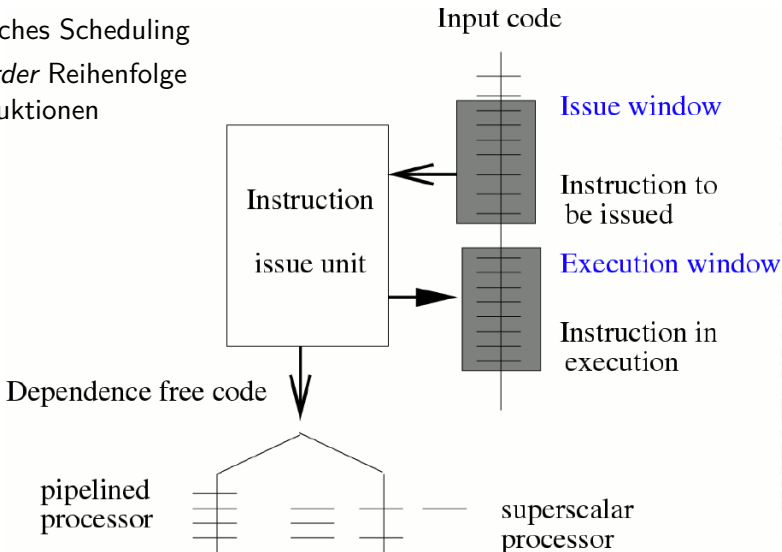 ches Scheduling
der Reihenfolge
uktionen
Input code
Issue window
Instruction to
be issued
Execution window
Instruction in
execution
Instruction
issue unit
Dependence free code
pipelined
processor
superscalar
processor